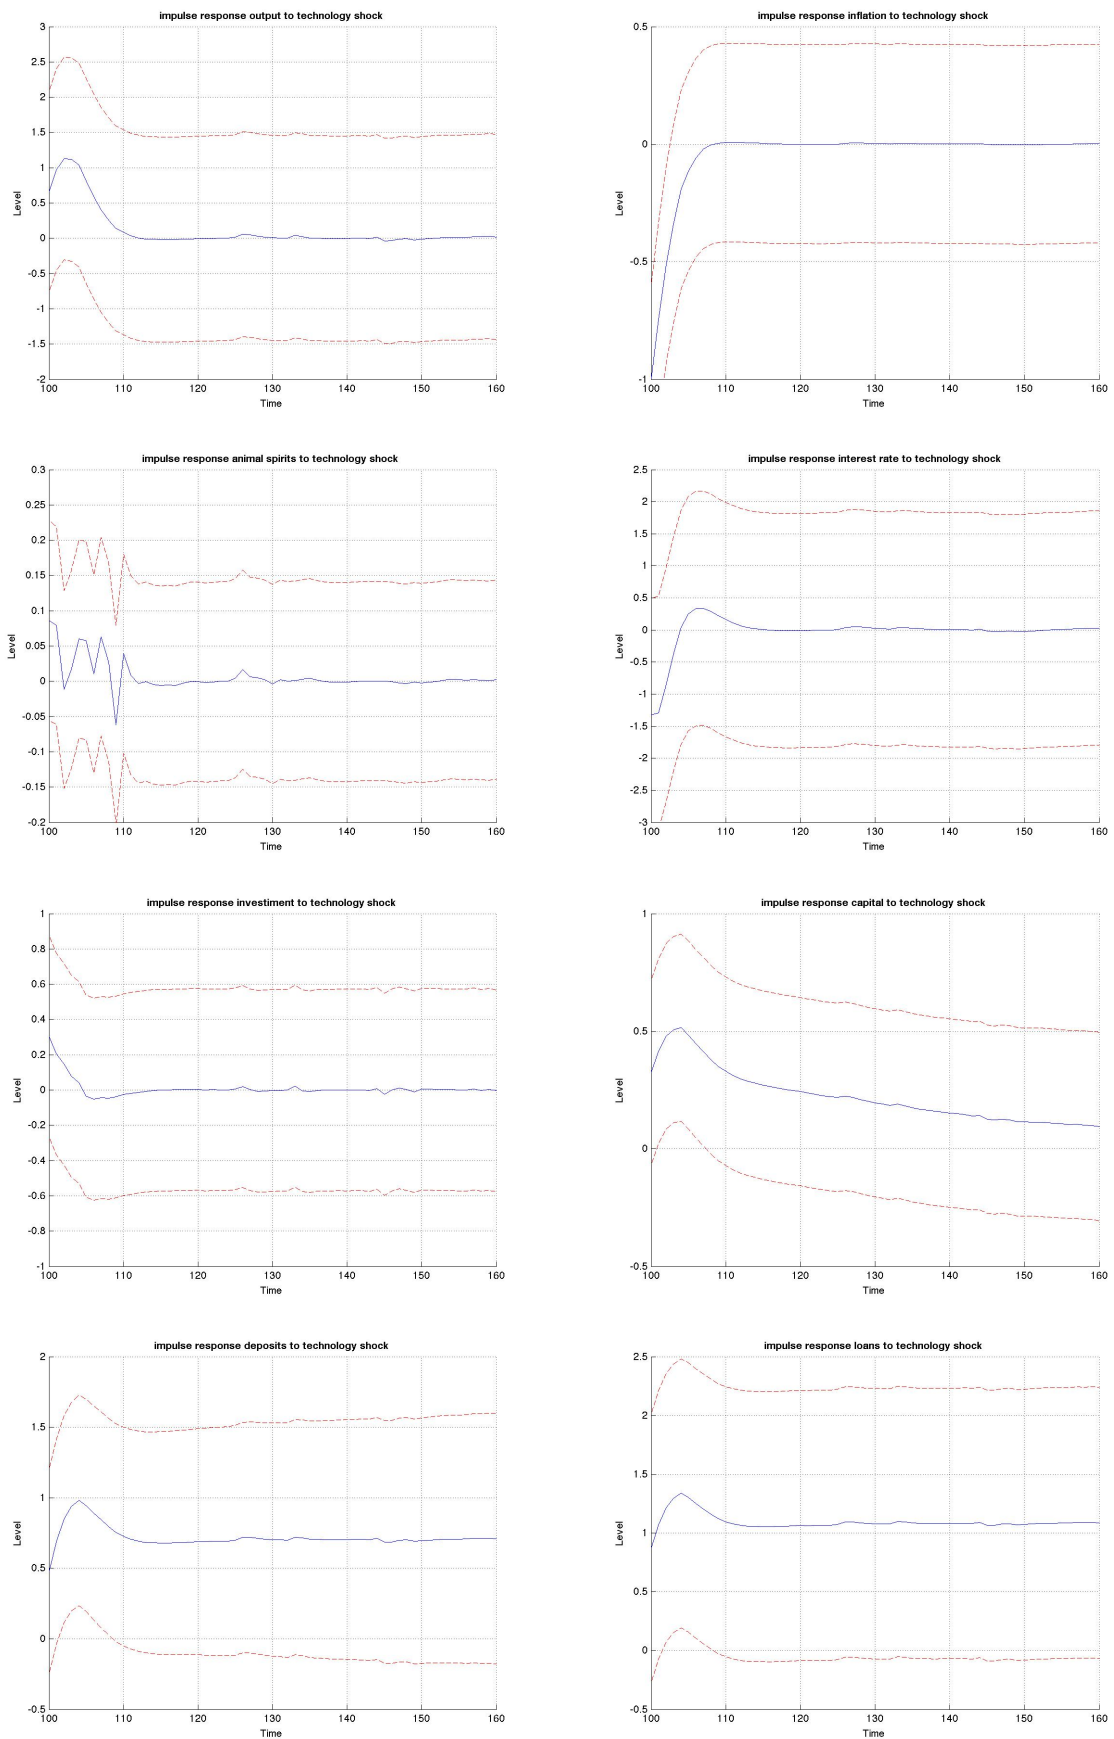 impulse response output to technology shock
3
2.5
2
1.5
1
0.5
0
-0.5
-1
-1.5
-2
Level
100 110 120 130 140 150 160
Time
impulse response inflation to technology shock
0.5
0
-0.5
-1
Level
100 110 120 130 140 150 160
Time
impulse response animal spirits to technology shock
0.3
0.25
0.2
0.15
0.1
0.05
0
-0.05
-0.1
-0.15
-0.2
Level
100 110 120 130 140 150 160
Time
impulse response interest rate to technology shock
2.5
2
1.5
1
0.5
0
-0.5
-1
-1.5
-2
-2.5
-3
Level
100 110 120 130 140 150 160
Time
impulse response investiment to technology shock
1
0.8
0.6
0.4
0.2
0
-0.2
-0.4
-0.6
-0.8
-1
Level
100 110 120 130 140 150 160
Time
impulse response capital to technology shock
1
0.5
0
-0.5
Level
100 110 120 130 140 150 160
Time
impulse response deposits to technology shock
2
1.5
1
0.5
0
-0.5
Level
100 110 120 130 140 150 160
Time
impulse response loans to technology shock
2.5
2
1.5
1
0.5
0
-0.5
Level
100 110 120 130 140 150 160
Time